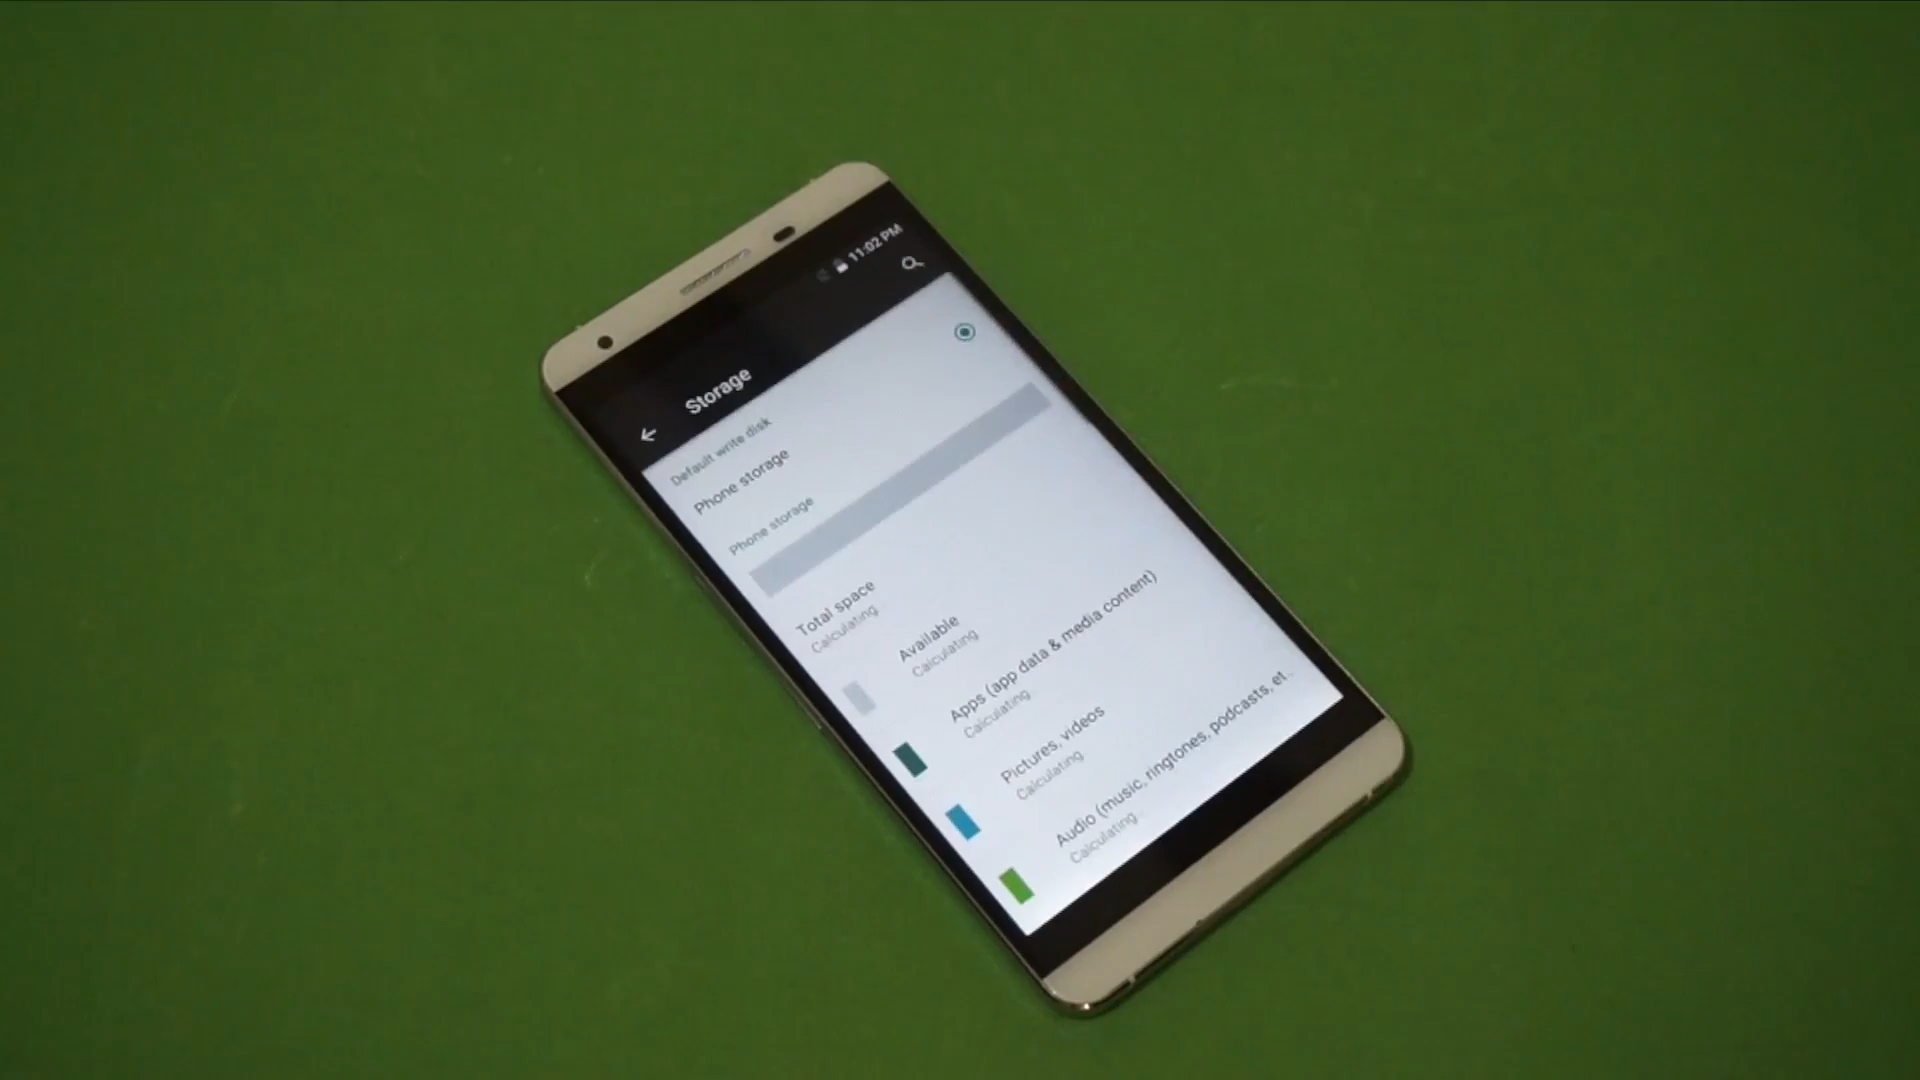 11:02 PM
Storage
Default write disk
Phone storage
Phone storage
Total space
Calculating...
Available
Calculating
Apps (app data & media content)
Calculating
Pictures, videos
Calculating
Audio (music, ringtones, podcasts, et..
Calculating..